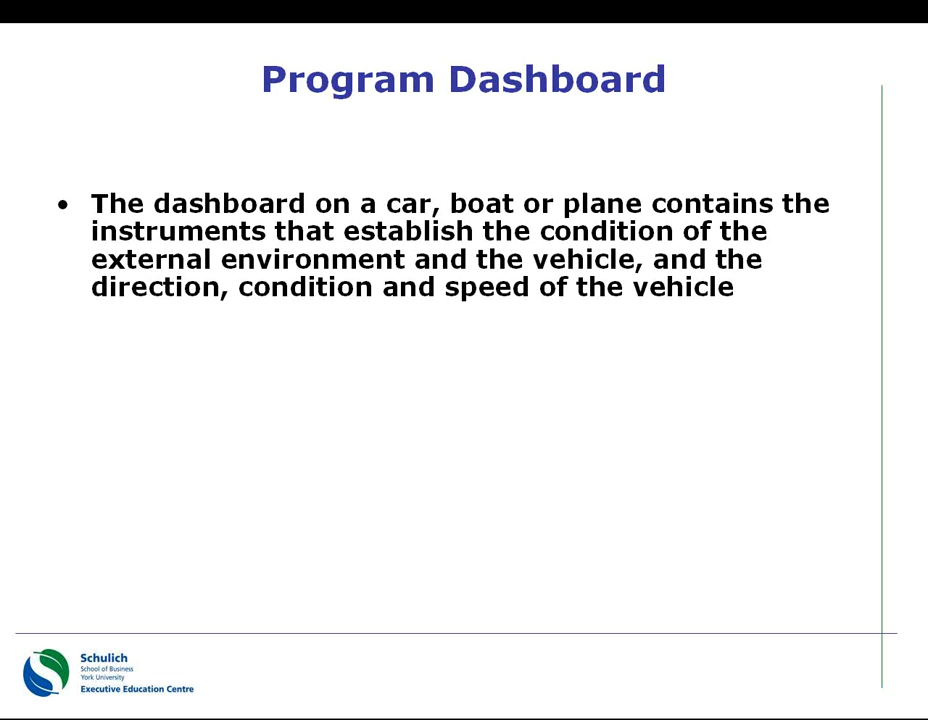 Program Dashboard
• The dashboard on a car, boat or plane contains the
instruments that establish the condition of the
external environment and the vehicle, and the
direction, condition and speed of the vehicle
Schulich
School of Business
York University
Executive Education Centre